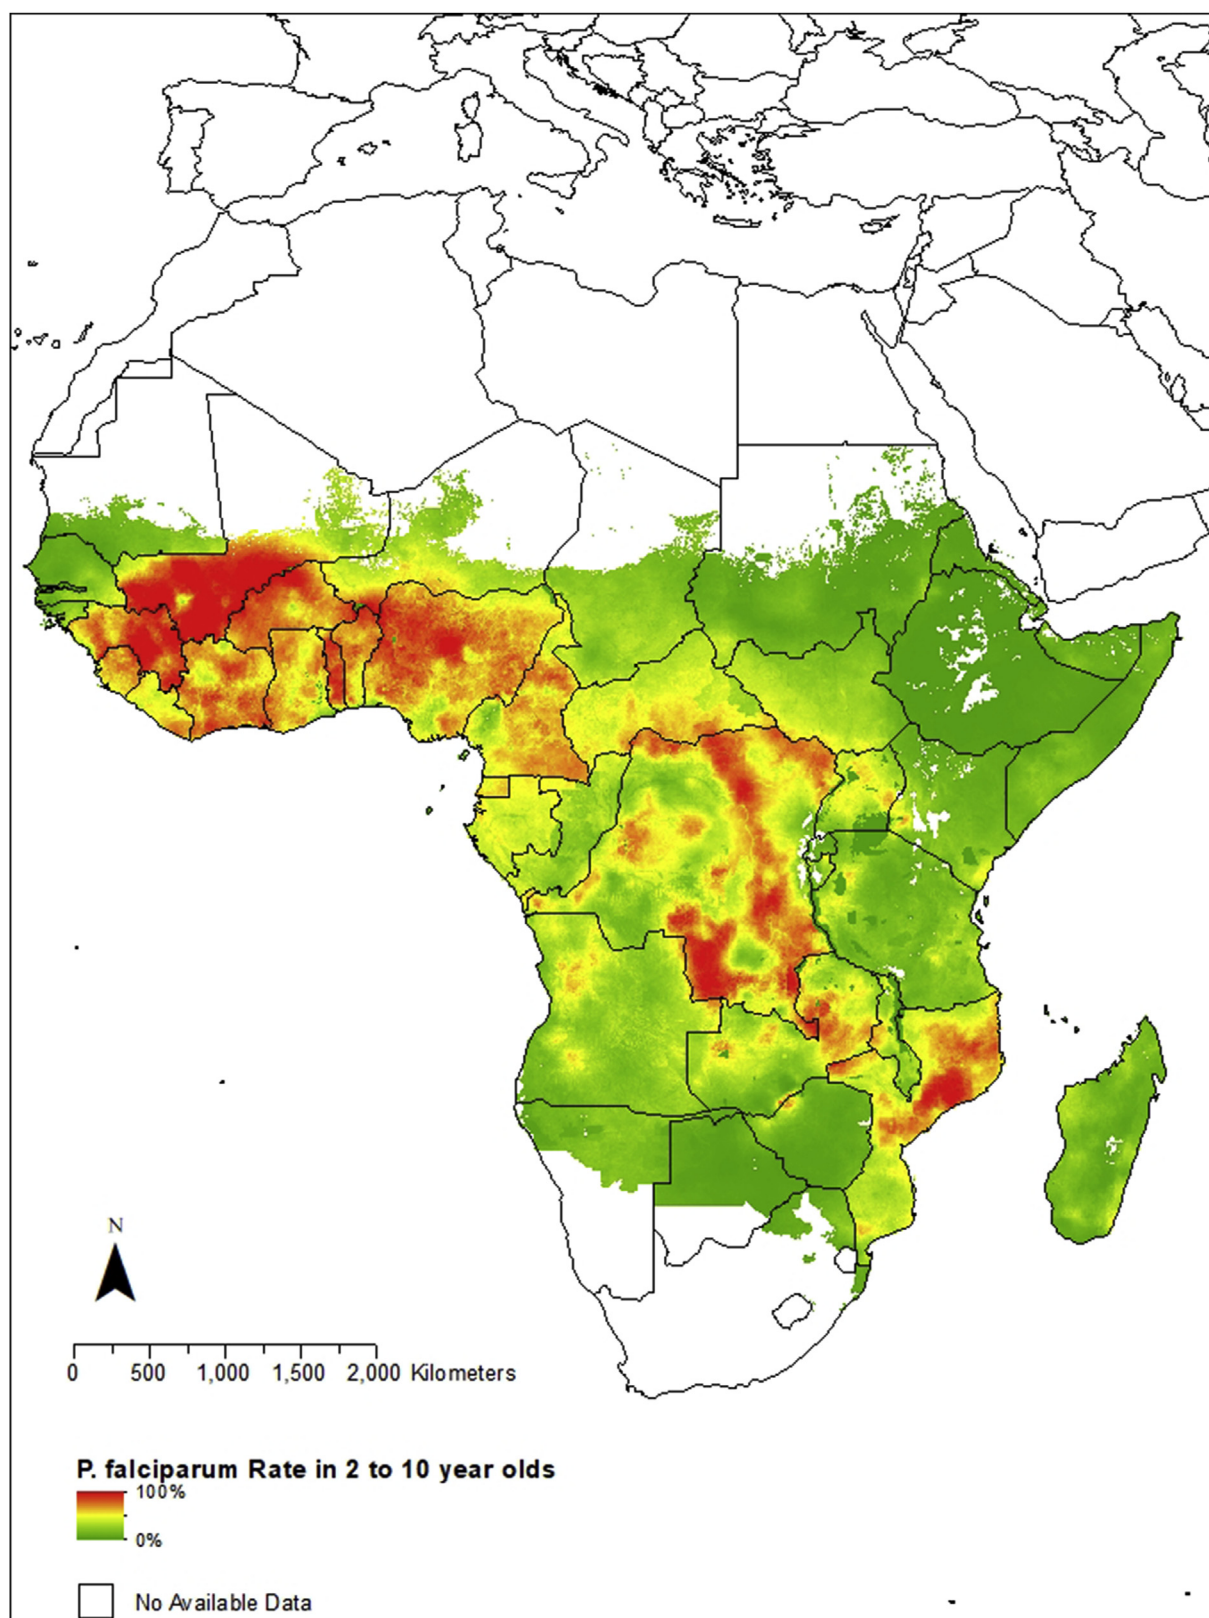 N
0 500 1,000 1,500 2,000 Kilometers
P. falciparum Rate in 2 to 10 year olds
100%
0%
No Available Data